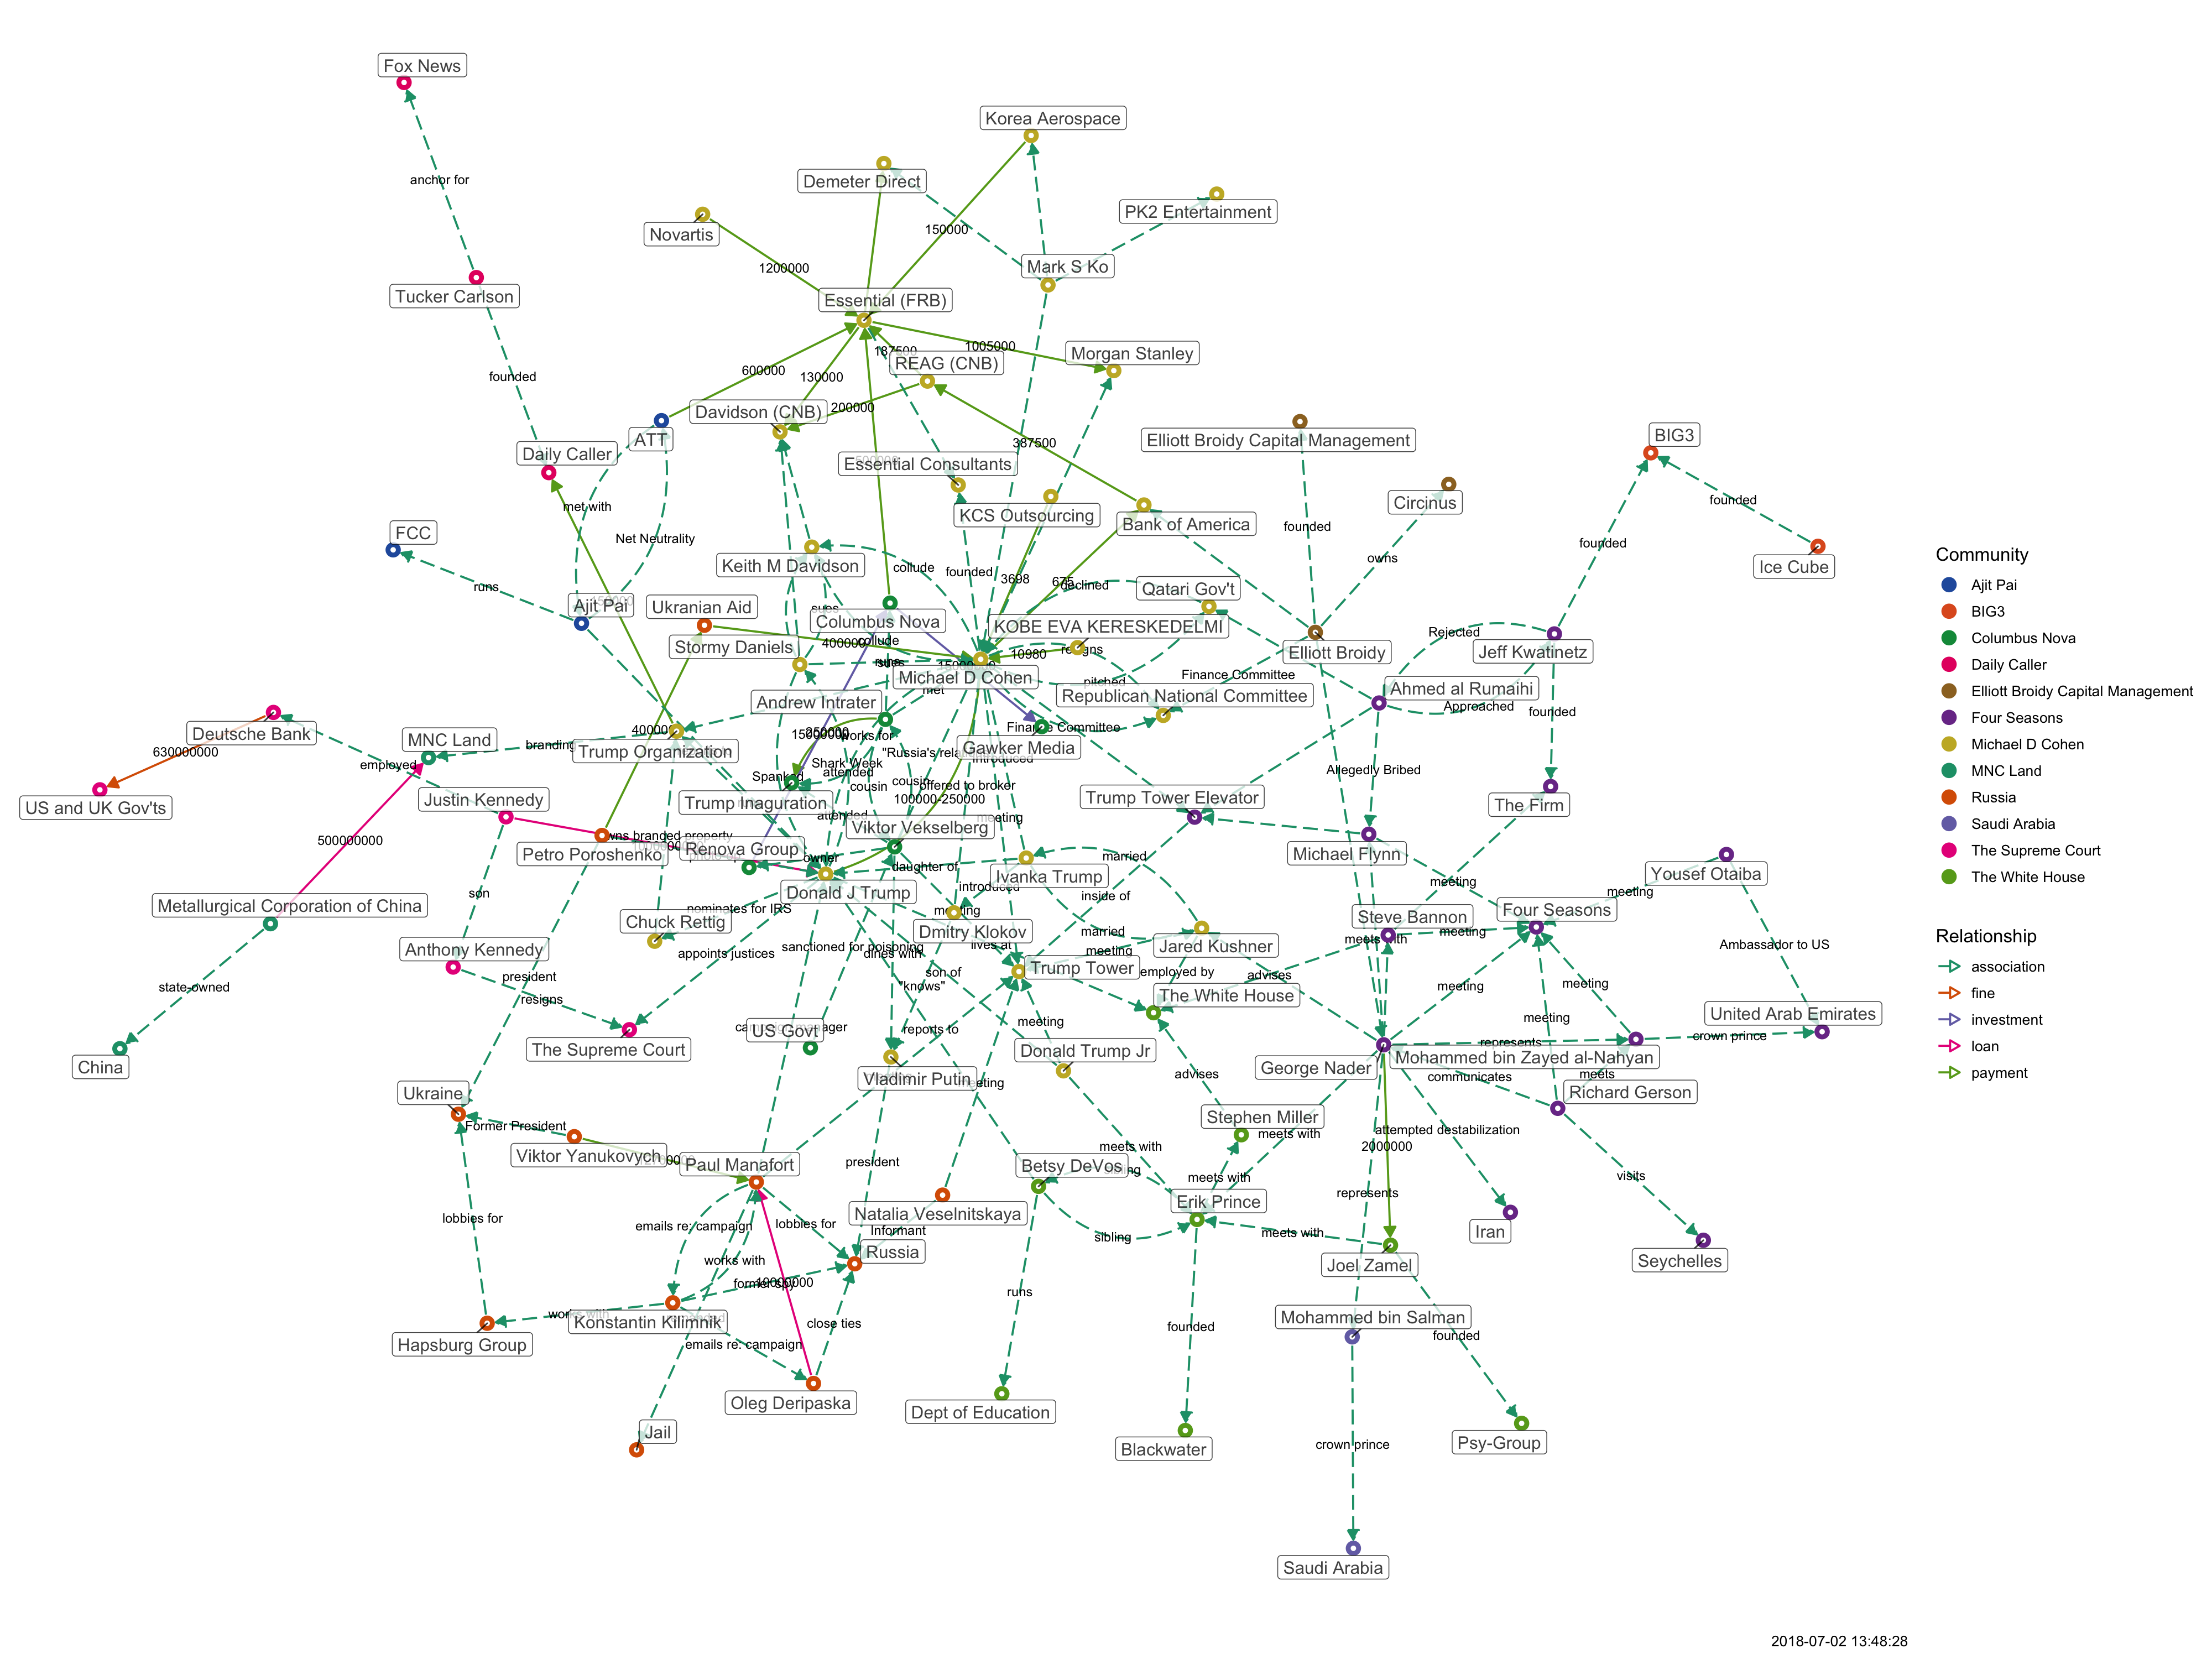 Fox News
Korea Aerospace
anchor for
Demeter Direct
PK2 Entertainment
Novartis
150000
1200000
Mark S Ko
Tucker Carlson
Essential (FRB)
187500
1005000
REAG (CNB)
Morgan Stanley
founded
600000
130000
Davidson (CNB)
200000
ATT
Elliott Broidy Capital Management
BIG3
Daily Caller
387500
Essential Consultants
Circinus
founded
met with
KCS Outsourcing
Bank of America
founded
FCC
Net Neutrality
owns
founded
Keith M Davidson
collude
founded
Ice Cube
runs
3698
675
declined
Qatari Gov't
Ajit Pai
Ukranian Aid
Columbus Nova
KOBE EVA KERESKEDELMI
Rejected
Stormy Daniels
400000
collude
10980
resigns
Elliott Broidy
Jeff Kwatinetz
Michael D Cohen
pitched
Finance Committee
met
Republican National Committee
Ahmed al Rumaihi
Andrew Intrater
Approached
founded
Deutsche Bank
400000
Finance Committee
MNC Land
branding
Trump Organization
250000
works for
Gawker Media
630000000
employed
"Russia's
introduced
Shark Week
attended
Spanked
Allegedly Bribed
cousin
cousin
offered to broker
US and UK Gov'ts
Justin Kennedy
Trump Inaguration
100000-250000
Trump Tower Elevator
The Firm
attended
meeting
Viktor Vekselberg
500000000
owns branded property
Petro Poroshenko
Renova Group
owner
Michael Flynn
married
daughter of
Ivanka Trump
Yousef Otaiba
son
Donald J Trump
introduced
inside of
meeting
meeting
Metallurgical Corporation of China
nominates for IRS
meeting
Chuck Rettig
Dmitry Klokov
Steve Bannon
Four Seasons
married
meeting
Anthony Kennedy
appoints justices
sanctioned for poisoning
dines with
lives at
meeting
Jared Kushner
meets with
Ambassador to US
president
Trump Tower
son of
employed by
advises
state-owned
"knows"
meeting
meeting
resigns
The White House
United Arab Emirates
meeting
meeting
US Govt
reports to
crown prince
represents
The Supreme Court
Donald Trump Jr
George Nader
Mohammed bin Zayed al-Nahyan
China
Vladimir Putin
advises
communicates
meets
meeting
Richard Gerson
Ukraine
Stephen Miller
Former President
attempted destabilization
meets with
meets with
2000000
Viktor Yanukovych
Paul Manafort
president
Betsy DeVos
sibling
visits
meets with
represents
Erik Prince
lobbies for
Natalia Veselnitskaya
emails re: campaign
lobbies for
Informant
Iran
sibling
meets with
Russia
works with
Joel Zamel
Seychelles
former spy
10000000
runs
works with
Konstantin Kilimnik
close ties
founded
Mohammed bin Salman
founded
Hapsburg Group
emails re: campaign
Oleg Deripaska
Dept of Education
Jail
Blackwater
crown prince
Psy-Group
Saudi Arabia
Community
Ajit Pai
BIG3
Columbus Nova
Daily Caller
Elliott Broidy Capital Management
Four Seasons
Michael D Cohen
MNC Land
Russia
Saudi Arabia
The Supreme Court
The White House
Relationship
association
fine
investment
loan
payment
2018-07-02 13:48:28